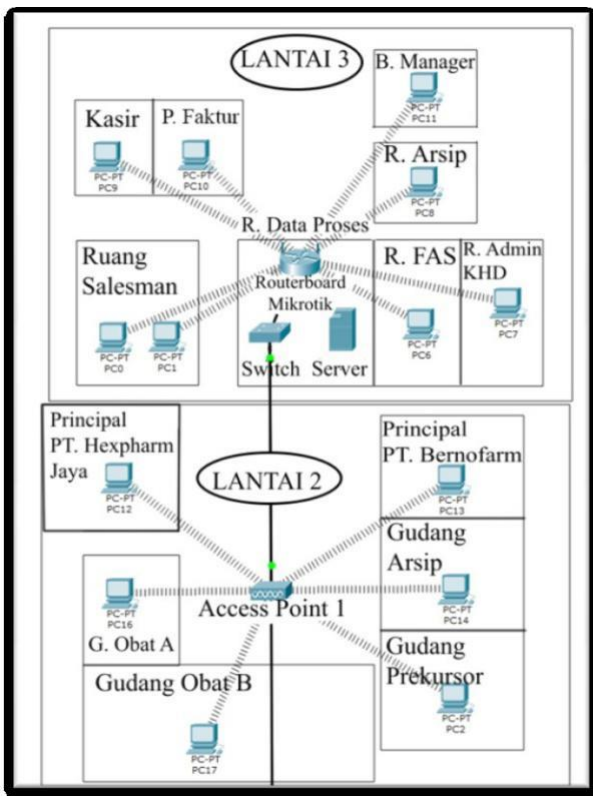 LANTAI 3
B. Manager
PC-PT
PC11
Kasir
PC-PT
PC9
P. Faktur
PC-PT
PC10
R. Arsip
PC-PT
PC8
R. Data Proses
Routerboard
Mikrotik
Switch Server
Ruang
Salesman
PC-PT
PC0
PC-PT
PC1
R. FAS
PC-PT
PC6
R. Admin
KHD
PC-PT
PC7
LANTAI 2
Principal
PT. Hexpharm
Jaya
PC-PT
PC12
Principal
PT. Bernofarm
PC-PT
PC13
Gudang
Arsip
PC-PT
PC14
PC-PT
PC16
G. Obat A
Access Point 1
Gudang
Prekursor
PC-PT
PC2
Gudang Obat B
PC-PT
PC17